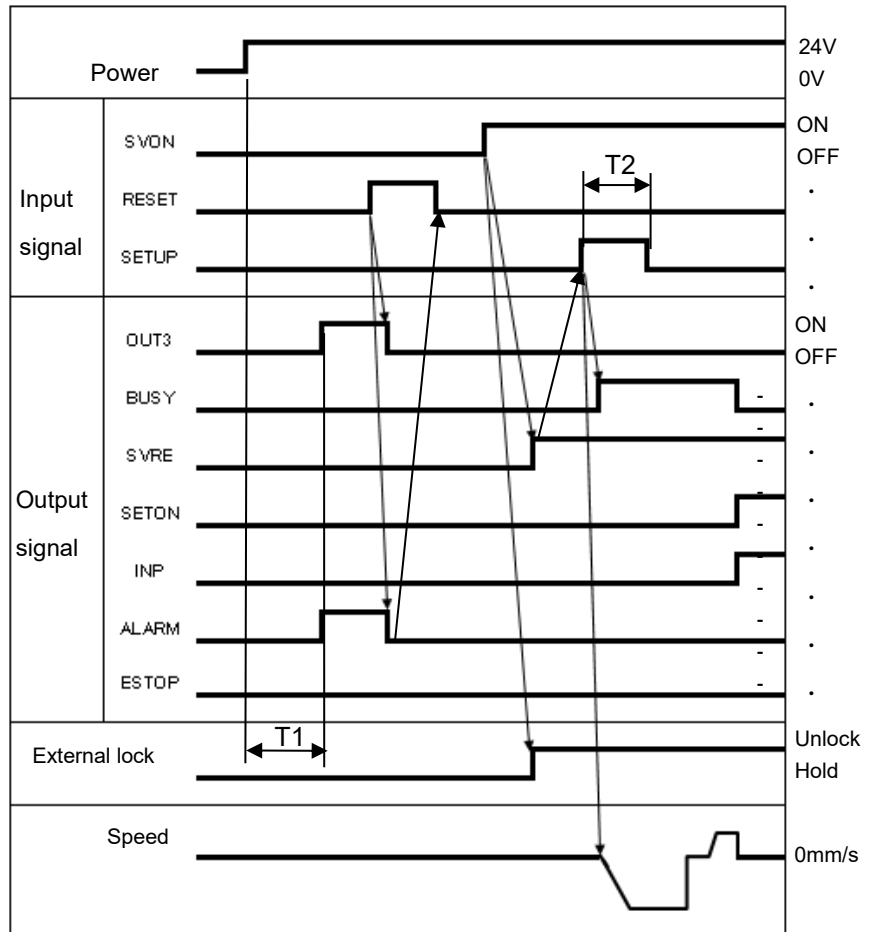 Power
24V
0V
Input
signal
SVON
ON
OFF
RESET
T2
SETUP
Output
signal
OUT3
ON
OFF
BUSY
SVRE
SETON
INP
ALARM
ESTOP
T1
External lock
Unlock
Hold
Speed
0mm/s